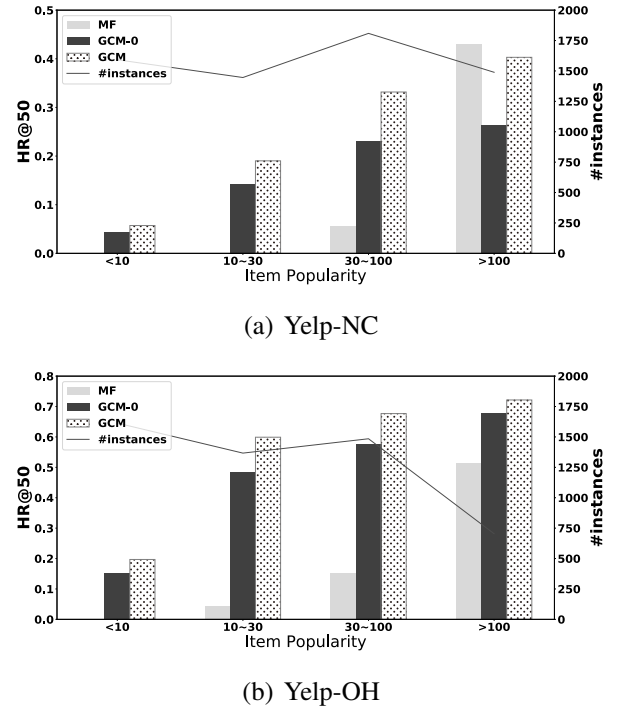 0.5
0.4
0.3
0.2
0.1
0.0
HR@50
MF
GCM-0
GCM
#instances
2000
1750
1500
1250
1000
750
500
250
0
#instances
<10
10~30
30~100
>100
Item Popularity
(a) Yelp-NC
0.8
0.7
0.6
0.5
0.4
0.3
0.2
0.1
0.0
HR@50
MF
GCM-0
GCM
#instances
2000
1750
1500
1250
1000
750
500
250
0
#instances
<10
10~30
30~100
>100
Item Popularity
(b) Yelp-OH